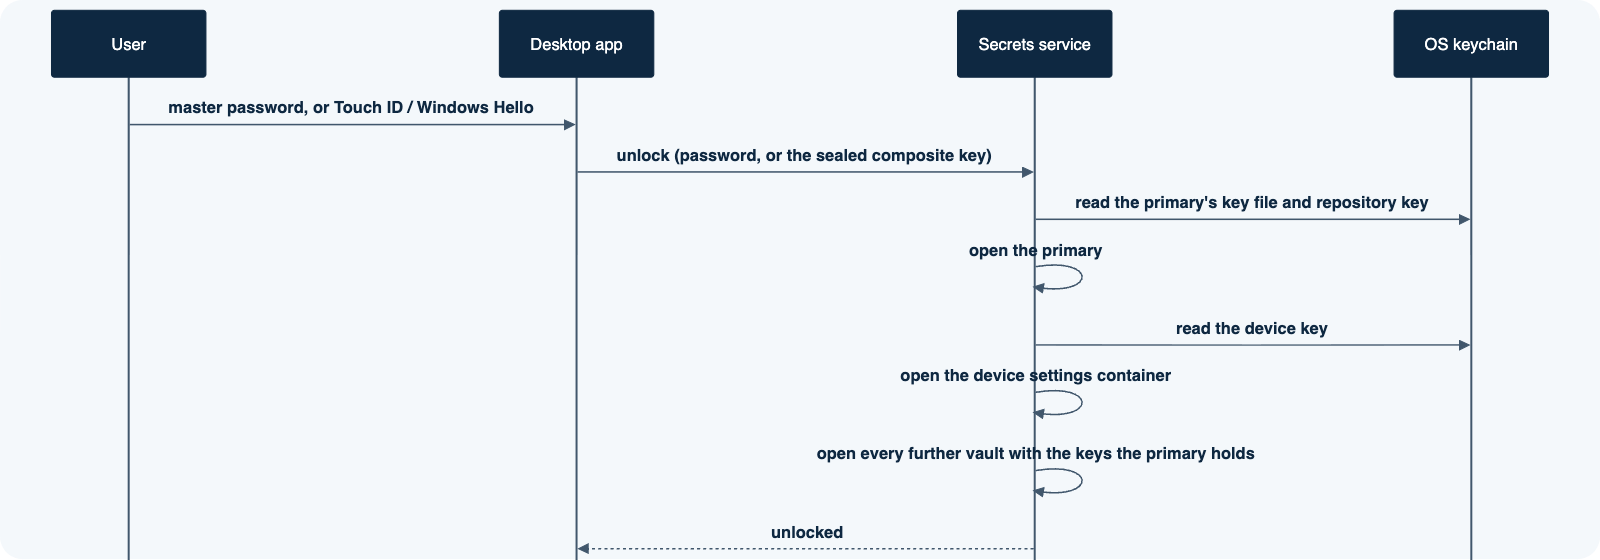 User
Desktop app
Secrets service
OS keychain
master password, or Touch ID / Windows Hello
unlock (password, or the sealed composite key)
read the primary's key file and repository key
open the primary
read the device key
open the device settings container
open every further vault with the keys the primary holds
unlocked